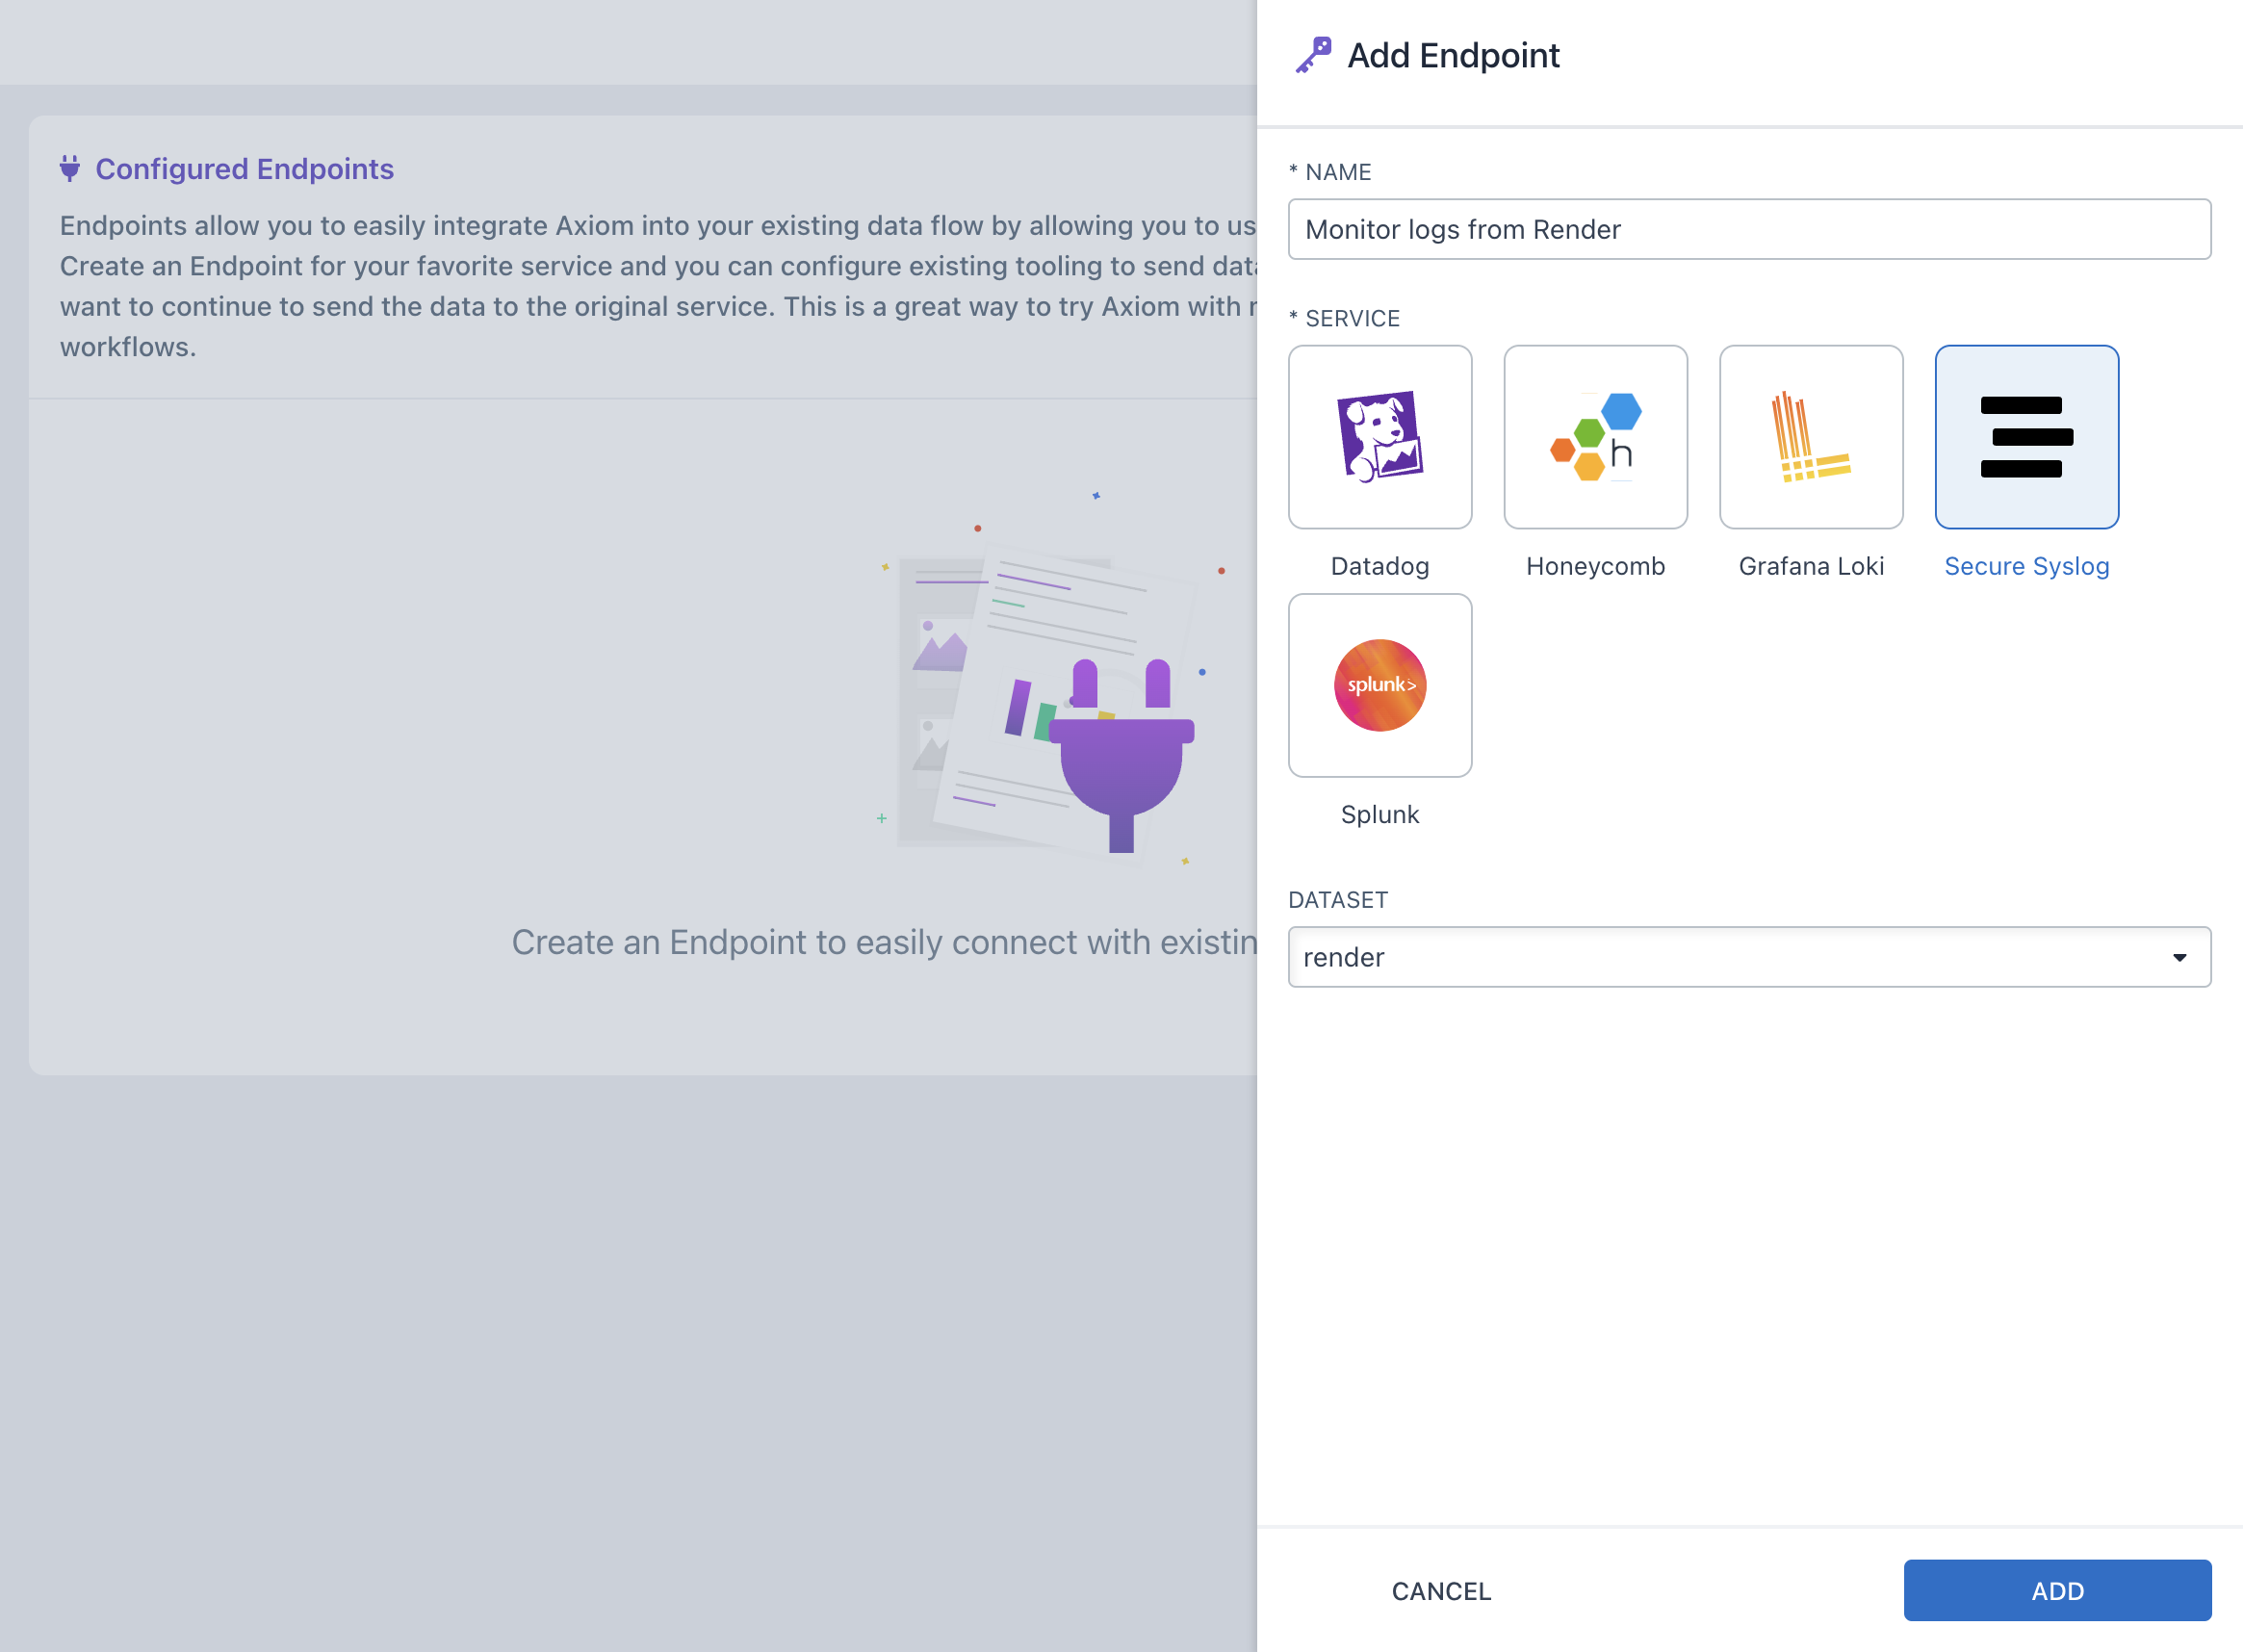 Configured Endpoints
Endpoints allow you to easily integrate Axiom into your existing data flow by allowing you to us
Create an Endpoint for your favorite service and you can configure existing tooling to send data
want to continue to send the data to the original service. This is a great way to try Axiom with
workflows.
Create an Endpoint to easily connect with existin
Add Endpoint
* NAME
Monitor logs from Render
* SERVICE
h
Datadog
Honeycomb
Grafana Loki
Secure Syslog
splunk>
Splunk
DATASET
render
CANCEL
ADD